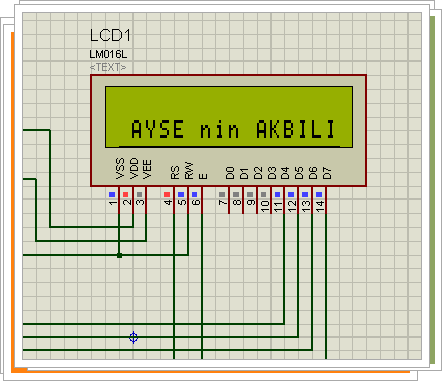 LCD1
LM016L
<TEXT>
AYSE nin AKBILI
VSS VDD VEE RS RW E D0 D1 D2 D3 D4 D5 D6 D7
1 2 3 4 5 6 7 8 9 10 11 12 13 14